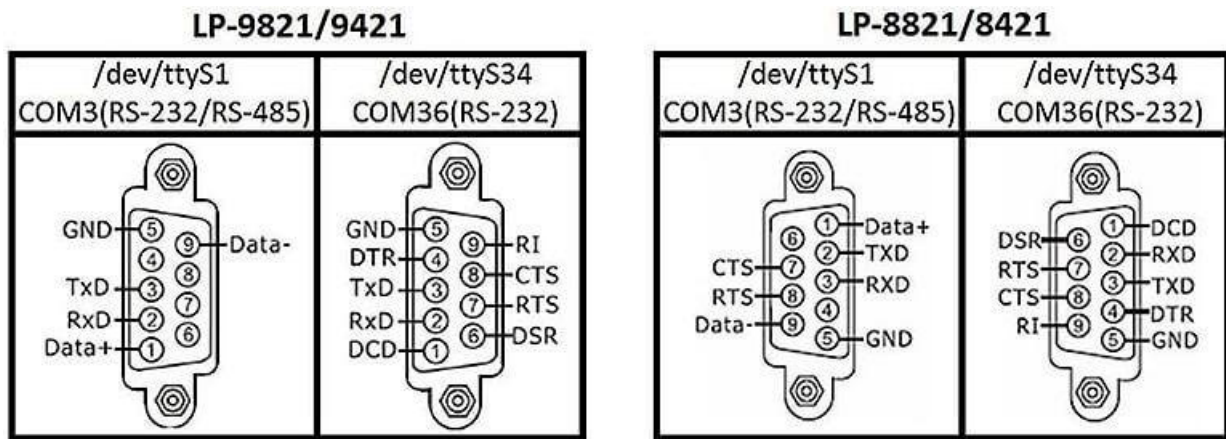 LP-9821/9421
/dev/ttyS1
COM3(RS-232/RS-485)
/dev/ttyS34
COM36(RS-232)
GND 5
9 Data-
4
8
TxD 3
7
RxD 2
6
Data+ 1
GND 5
9 RI
DTR 4
8 CTS
TxD 3
7 RTS
RxD 2
6 DSR
DCD 1
LP-8821/8421
/dev/ttyS1
COM3(RS-232/RS-485)
/dev/ttyS34
COM36(RS-232)
1 Data+
6
2 TXD
CTS 7
3 RXD
RTS 8
4
Data- 9
5 GND
1 DCD
DSR 6
2 RXD
RTS 7
3 TXD
CTS 8
4 DTR
RI 9
5 GND